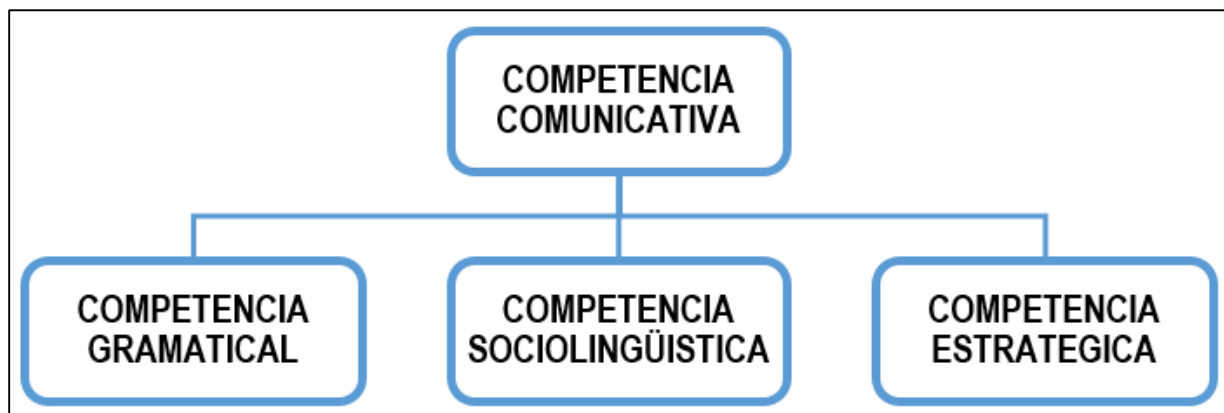 COMPETENCIA
COMUNICATIVA
COMPETENCIA
GRAMATICAL
COMPETENCIA
SOCIOLINGÜISTICA
COMPETENCIA
ESTRATEGICA